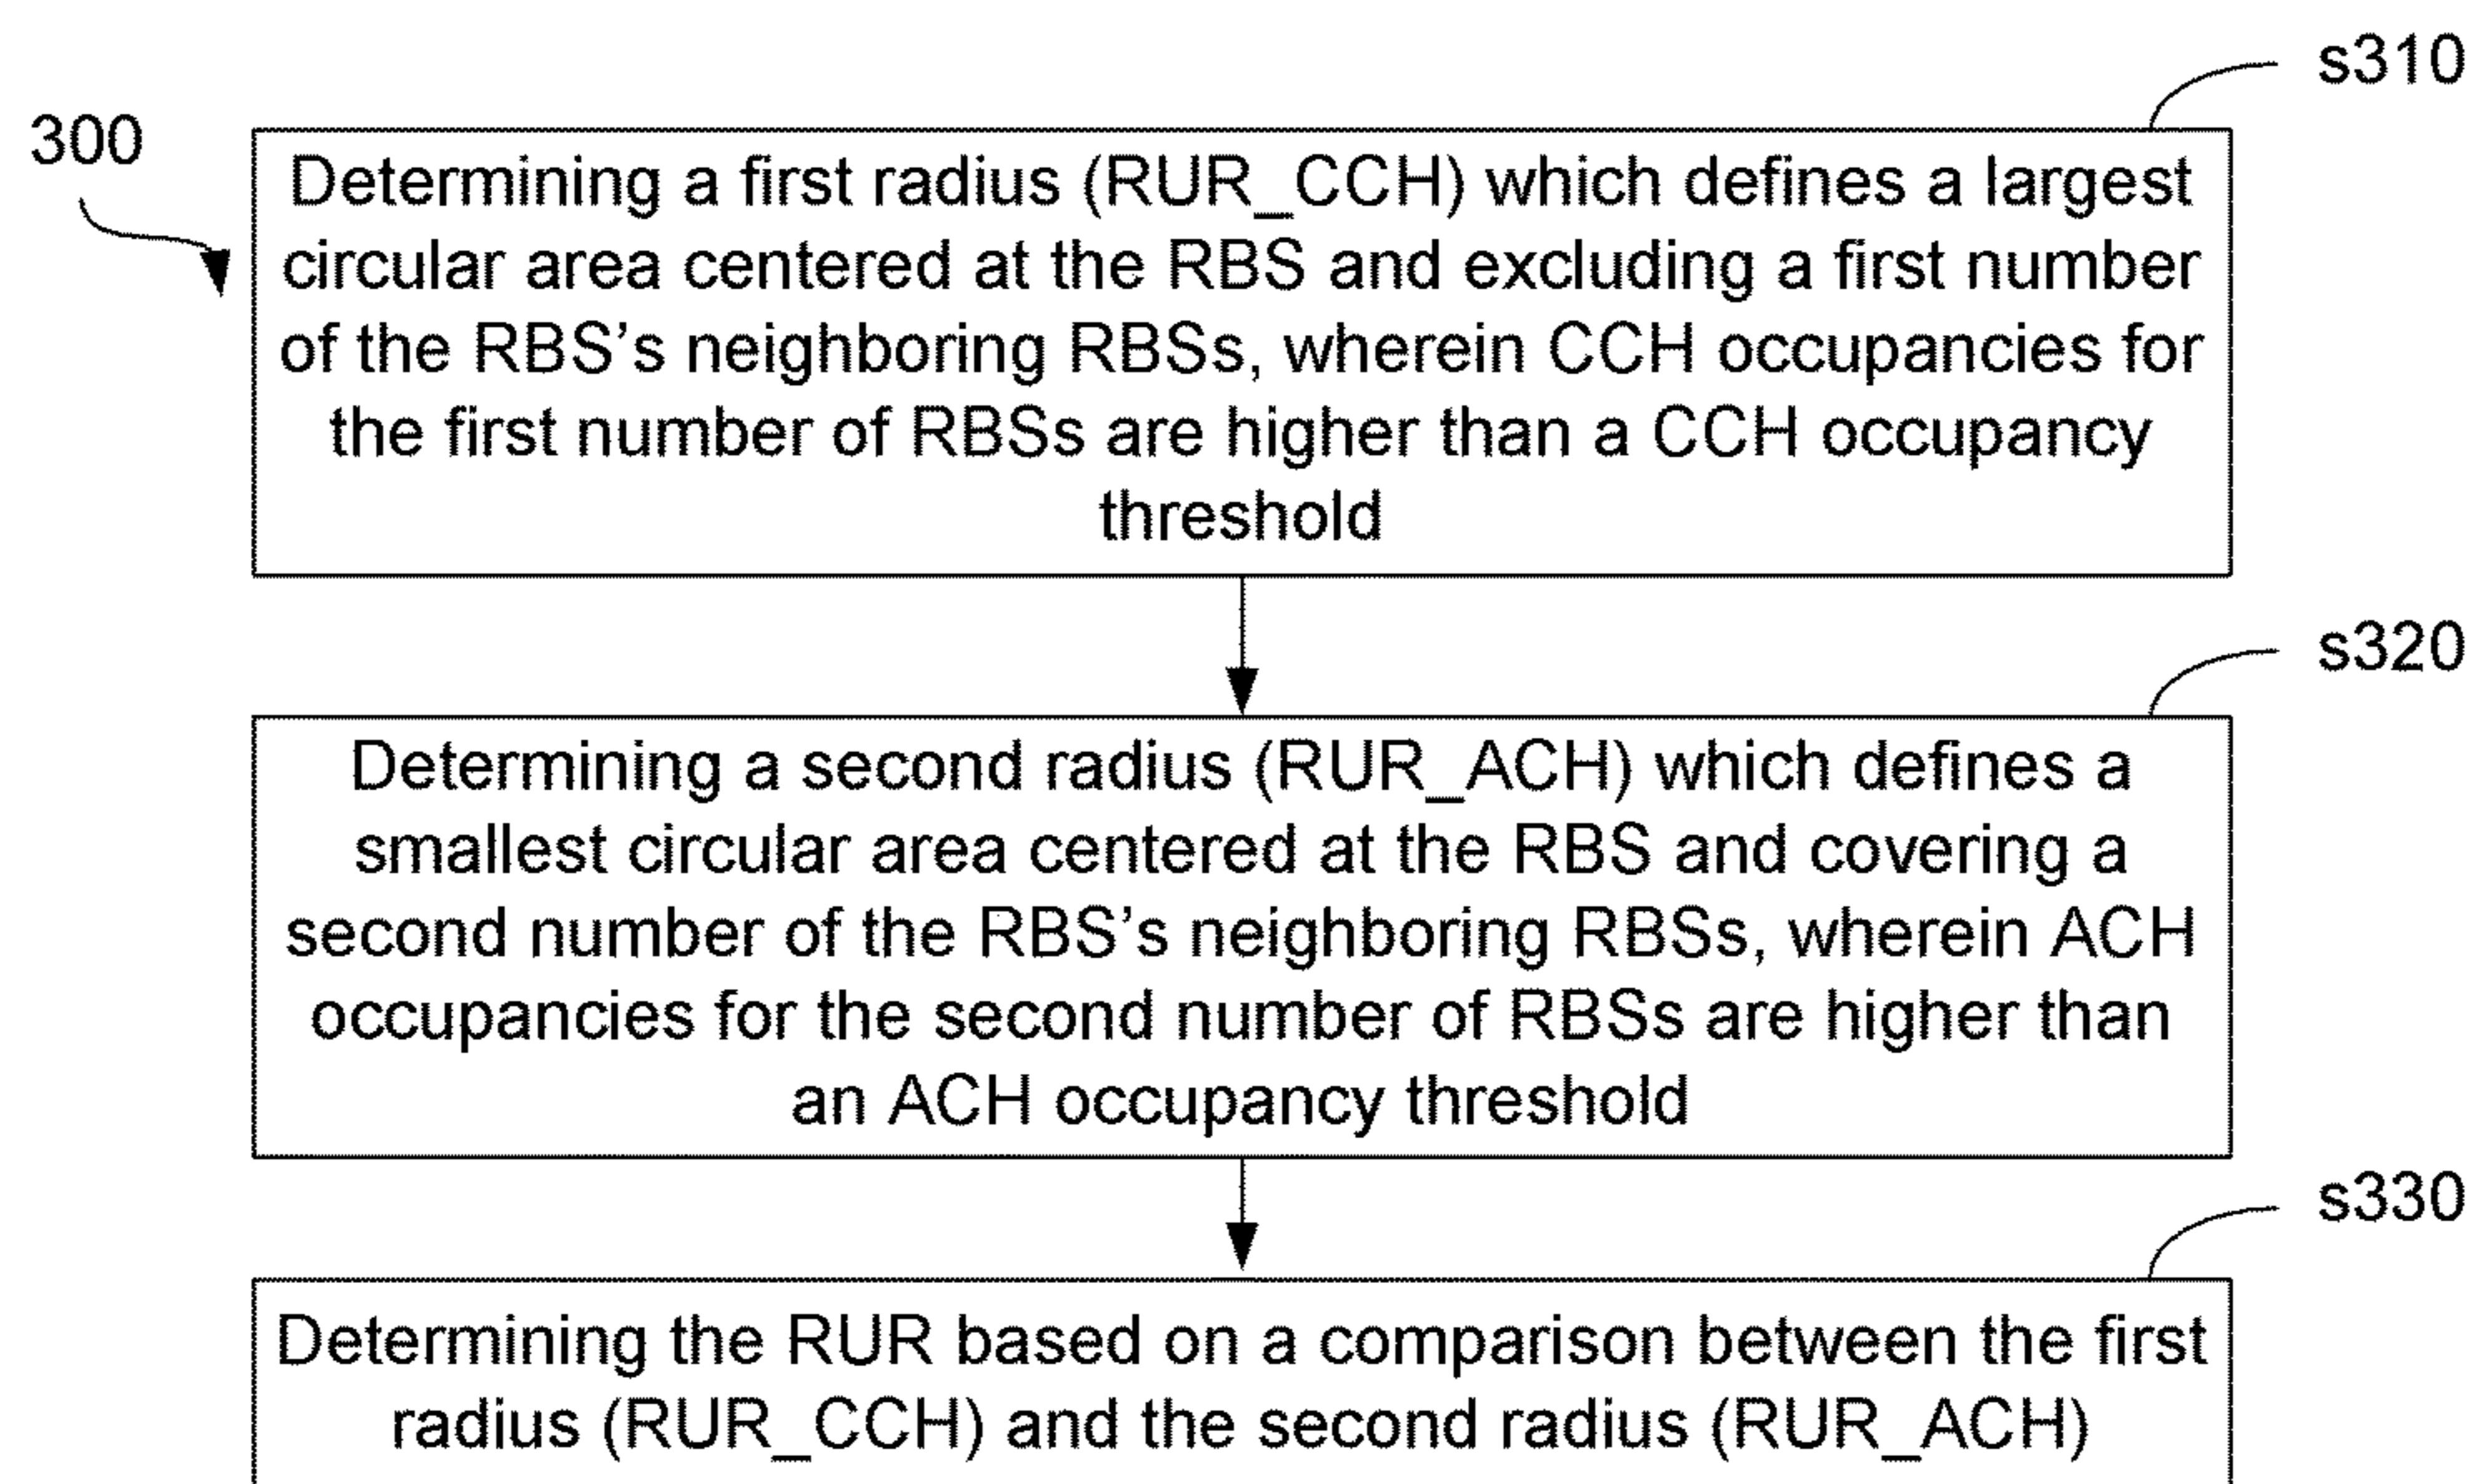 s310
300
Determining a first radius (RUR_CCH) which defines a largest
circular area centered at the RBS and excluding a first number
of the RBS's neighboring RBSs, wherein CCH occupancies for
the first number of RBSs are higher than a CCH occupancy
threshold
s320
Determining a second radius (RUR_ACH) which defines a
smallest circular area centered at the RBS and covering a
second number of the RBS's neighboring RBSs, wherein ACH
occupancies for the second number of RBSs are higher than
an ACH occupancy threshold
s330
Determining the RUR based on a comparison between the first
radius (RUR_CCH) and the second radius (RUR_ACH)